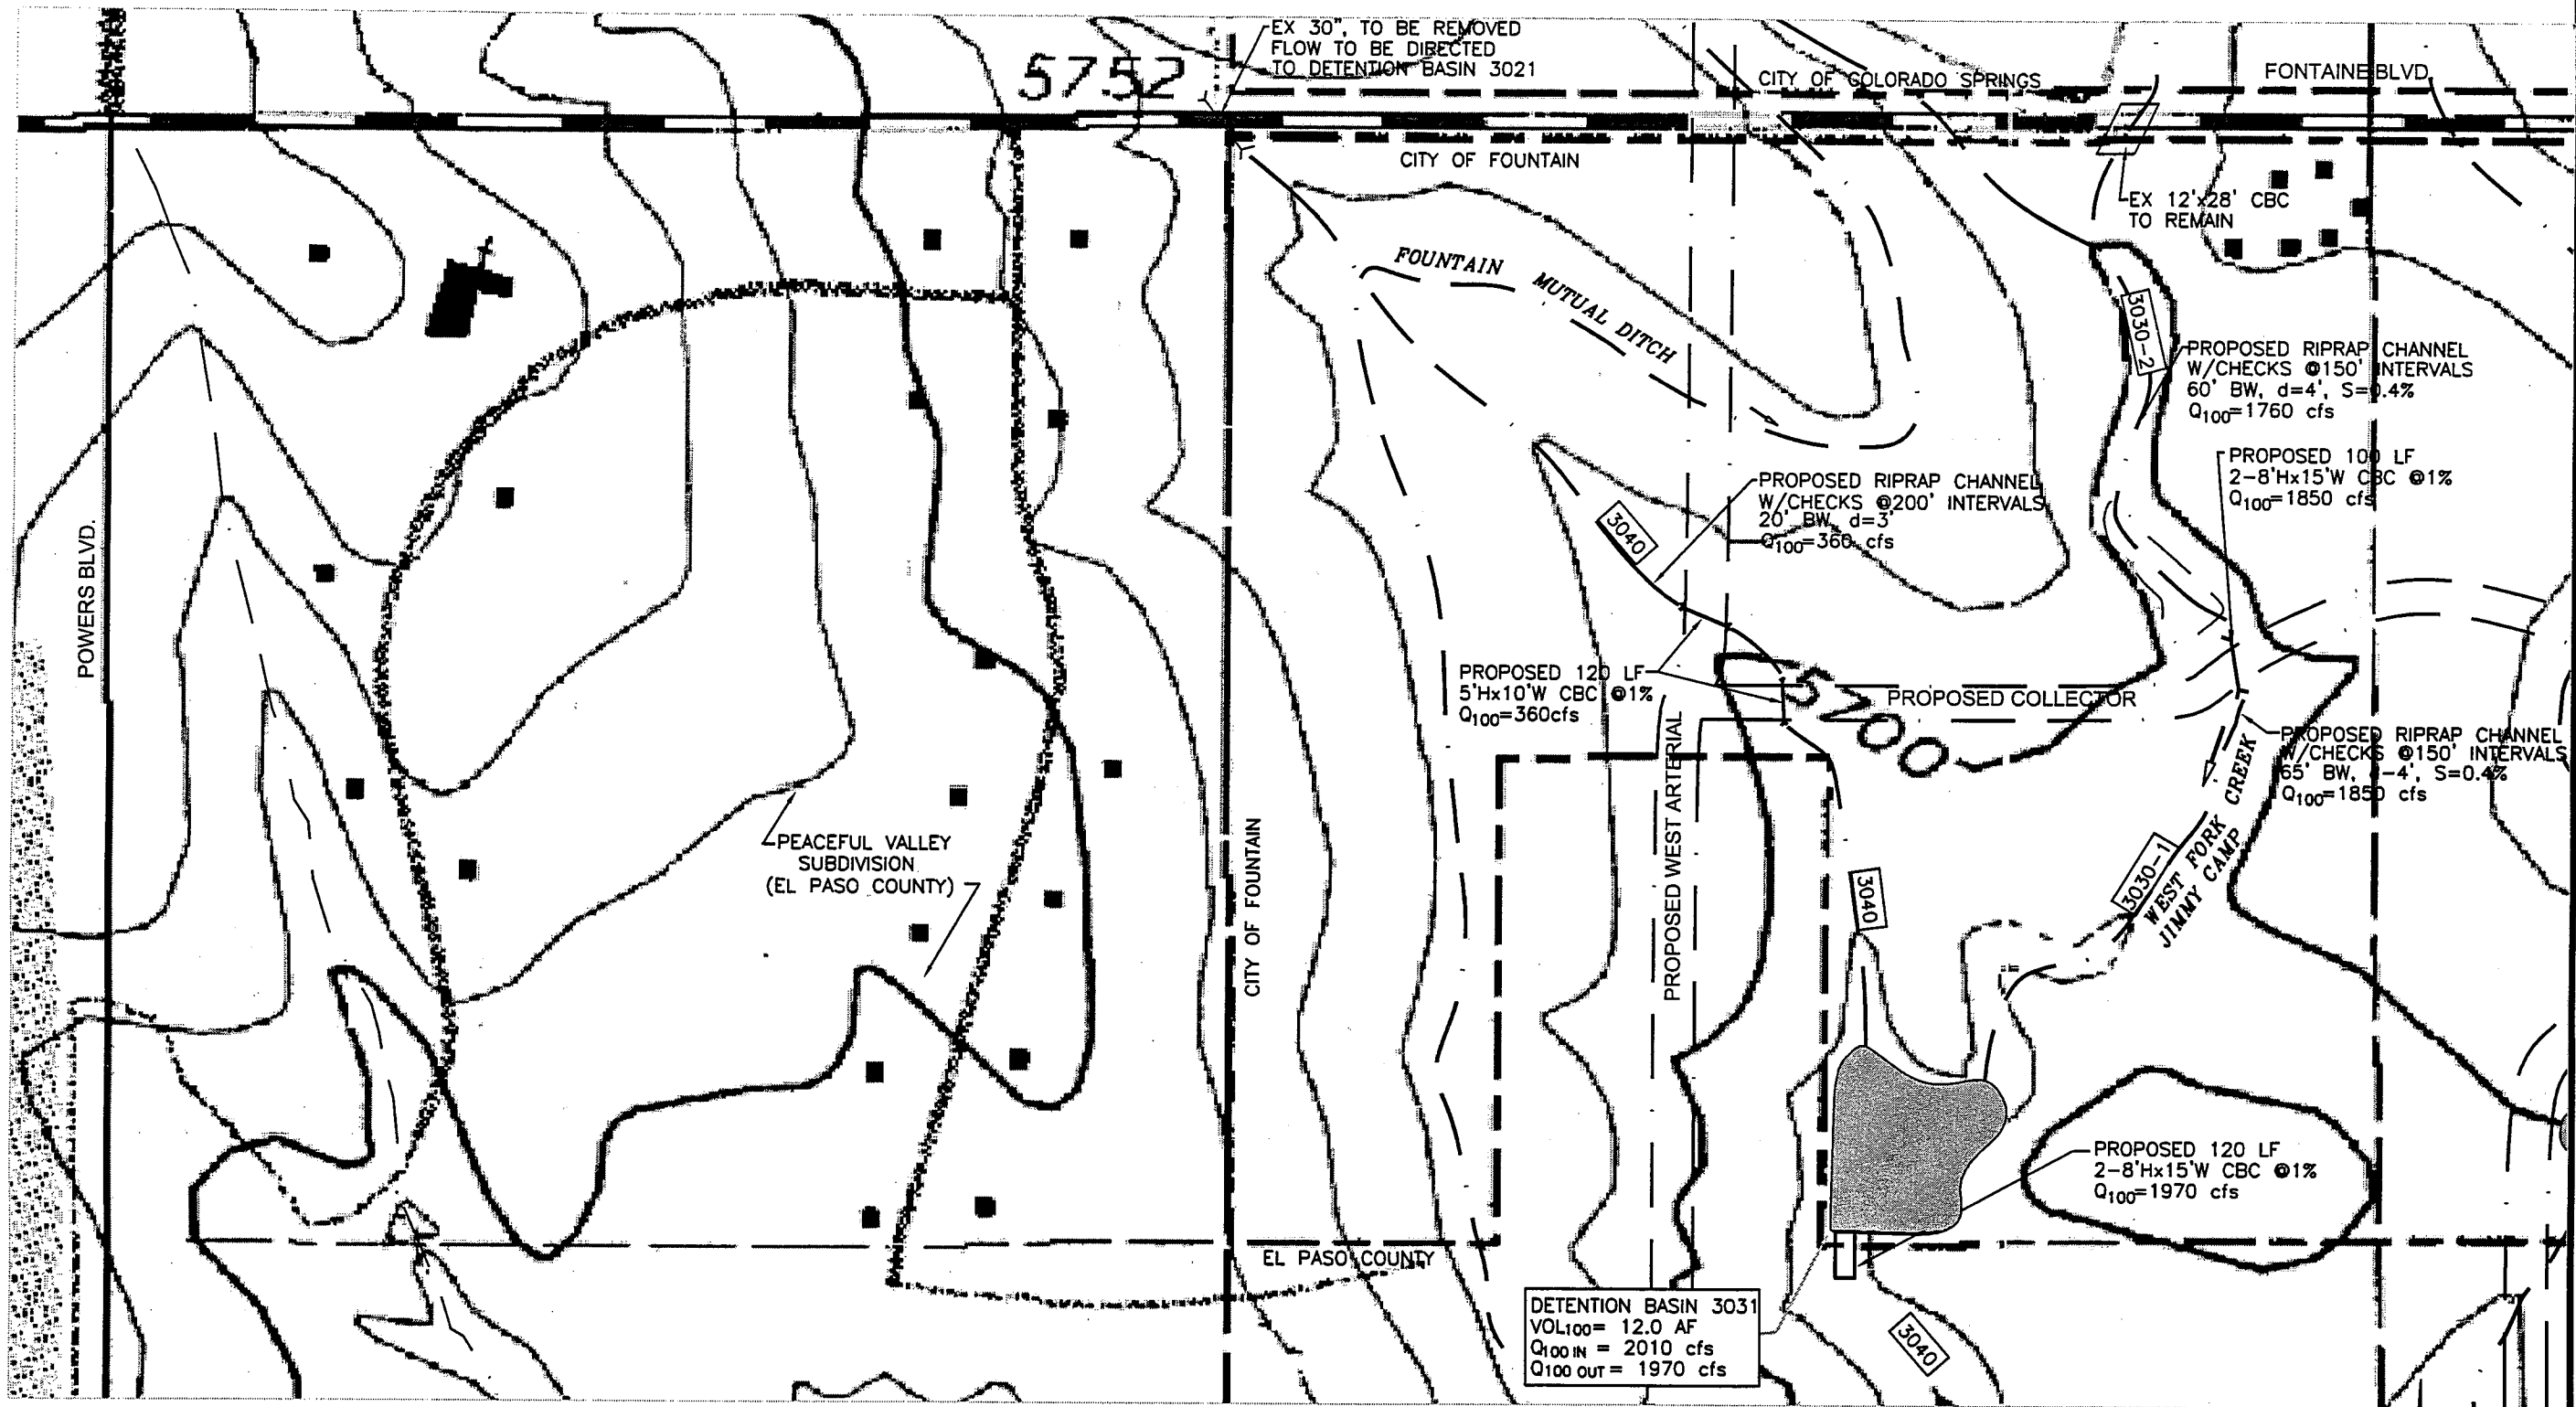 EX 30", TO BE REMOVED
FLOW TO BE DIRECTED
TO DETENTION BASIN 3021
5752
CITY OF COLORADO SPRINGS
FONTAINE BLVD
CITY OF FOUNTAIN
EX 12'x28' CBC
TO REMAIN
FOUNTAIN MUTUAL DITCH
3030-2
PROPOSED RIPRAP CHANNEL
W/CHECKS @150' INTERVALS
60' BW, d=4', S=0.4%
Q100=1760 cfs
PROPOSED 100 LF
2-8'Hx15'W CBC @1%
Q100=1850 cfs
PROPOSED RIPRAP CHANNEL
W/CHECKS @200' INTERVALS
20' BW, d=3'
Q100=360 cfs
3040
POWERS BLVD.
PROPOSED 120 LF
5'Hx10'W CBC @1%
Q100=360cfs
5700
PROPOSED COLLECTOR
PROPOSED WEST ARTERIAL
PROPOSED RIPRAP CHANNEL
W/CHECKS @150' INTERVALS
65' BW, d-4', S=0.4%
Q100=1850 cfs
PEACEFUL VALLEY
SUBDIVISION
(EL PASO COUNTY)
CITY OF FOUNTAIN
3040
3030-1
WEST FORK CREEK
JIMMY CAMP
PROPOSED 120 LF
2-8'Hx15'W CBC @1%
Q100=1970 cfs
EL PASO COUNTY
DETENTION BASIN 3031
VOL100= 12.0 AF
Q100 IN = 2010 cfs
Q100 OUT = 1970 cfs
3040